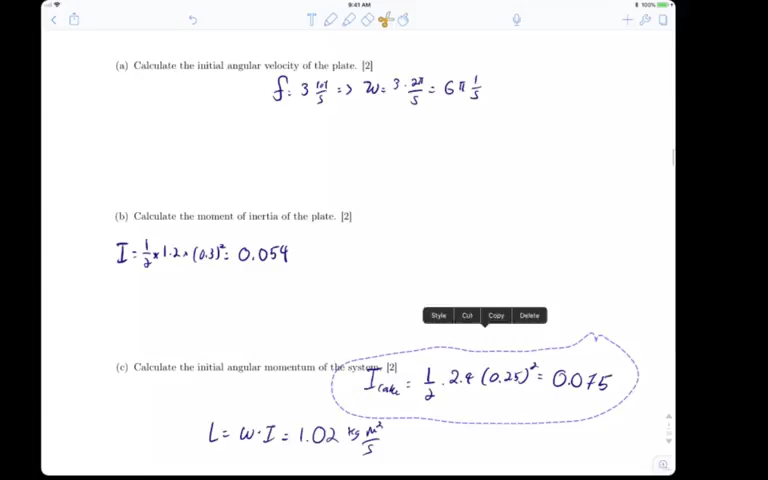 9:41 AM
100%
T
(a) Calculate the initial angular velocity of the plate. [2]
f = 3 rot/s => ω = 3 · 2π/s = 6π 1/s
(b) Calculate the moment of inertia of the plate. [2]
I = 1/2 × 1.2 × (0.3)² = 0.054
Style Cut Copy Delete
(c) Calculate the initial angular momentum of the system. [2]
I cake = 1/2 · 2.4 (0.25)² = 0.075
L = ω · I = 1.02 kg m²/s